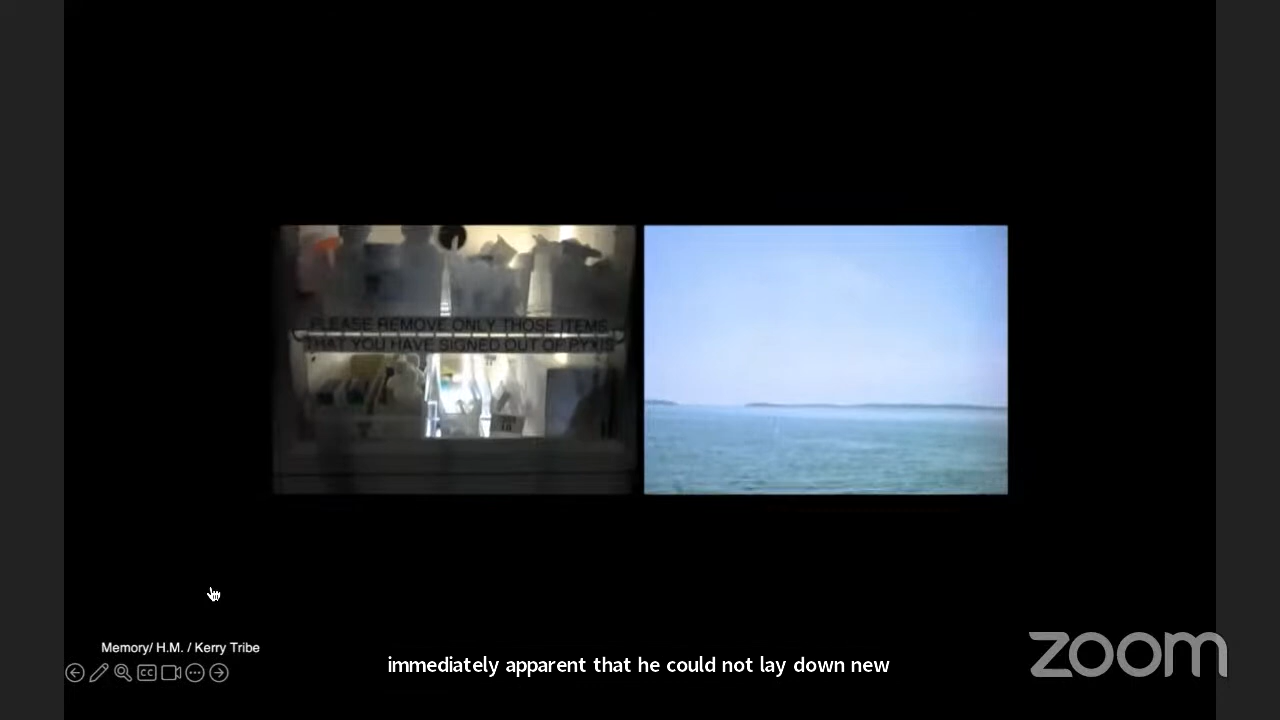 PLEASE REMOVE ONLY THOSE ITEMS
THAT YOU HAVE SIGNED OUT OF PYXIS
Memory/ H.M. / Kerry Tribe
CC
immediately apparent that he could not lay down new
zoom